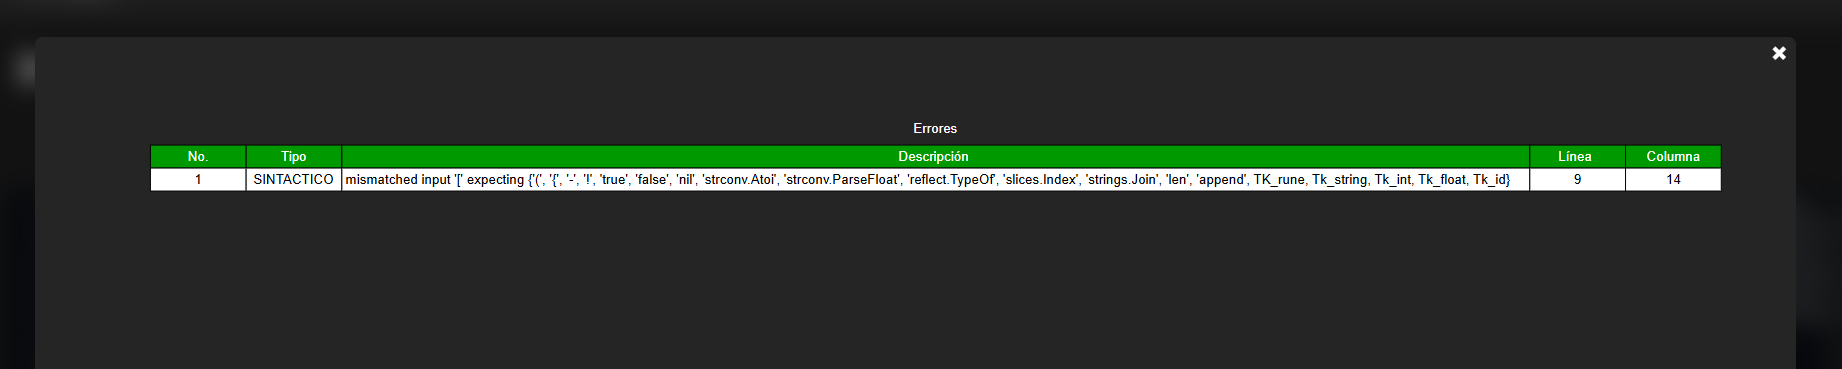 Errores
No. Tipo Descripción Línea Columna
1 SINTACTICO mismatched input '[' expecting {'(', '{', '-', '!', 'true', 'false', 'nil', 'strconv.Atoi', 'strconv.ParseFloat', 'reflect.TypeOf', 'slices.Index', 'strings.Join', 'len', 'append', TK_rune, Tk_string, Tk_int, Tk_float, Tk_id} 9 14